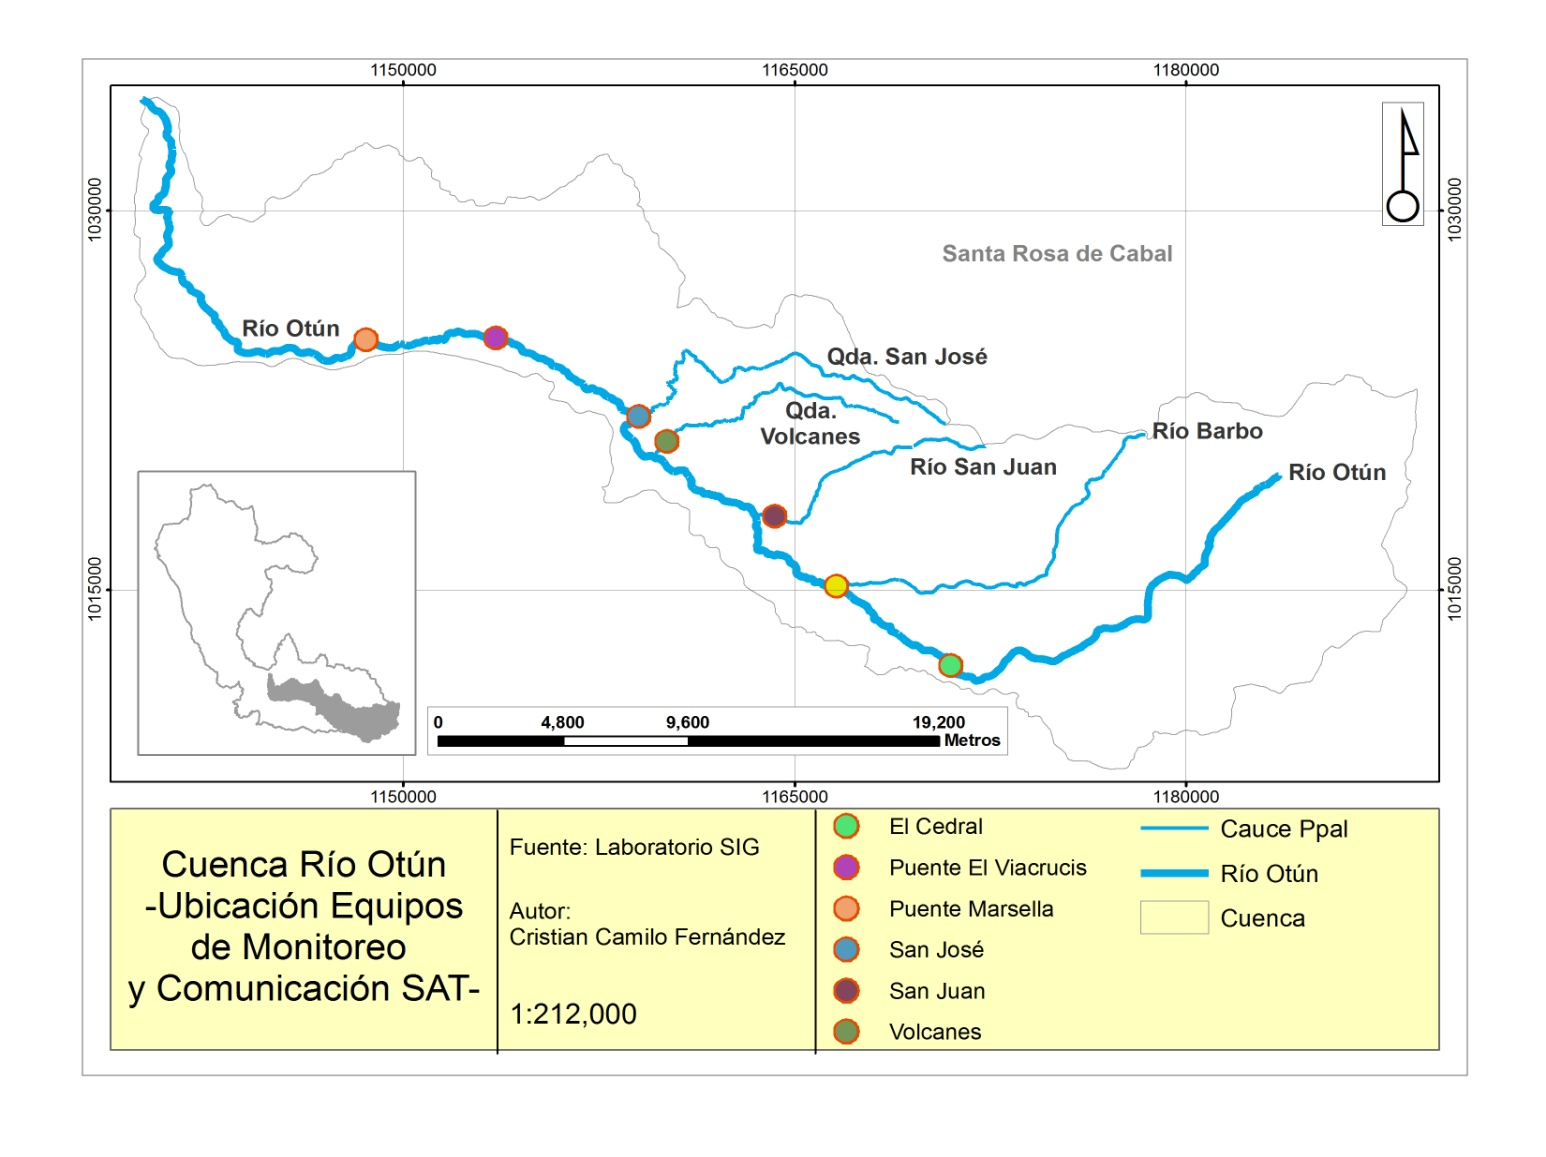 1150000
1165000
1180000
1030000
1030000
Santa Rosa de Cabal
Río Otún
Qda. San José
Qda.
Volcanes
Río Barbo
Río San Juan
Río Otún
1015000
1015000
0
4,800
9,600
19,200
Metros
1150000
1165000
1180000
Cuenca Río Otún
-Ubicación Equipos
de Monitoreo
y Comunicación SAT-
Fuente: Laboratorio SIG
Autor:
Cristian Camilo Fernández
1:212,000
El Cedral
Puente El Viacrucis
Puente Marsella
San José
San Juan
Volcanes
Cauce Ppal
Río Otún
Cuenca